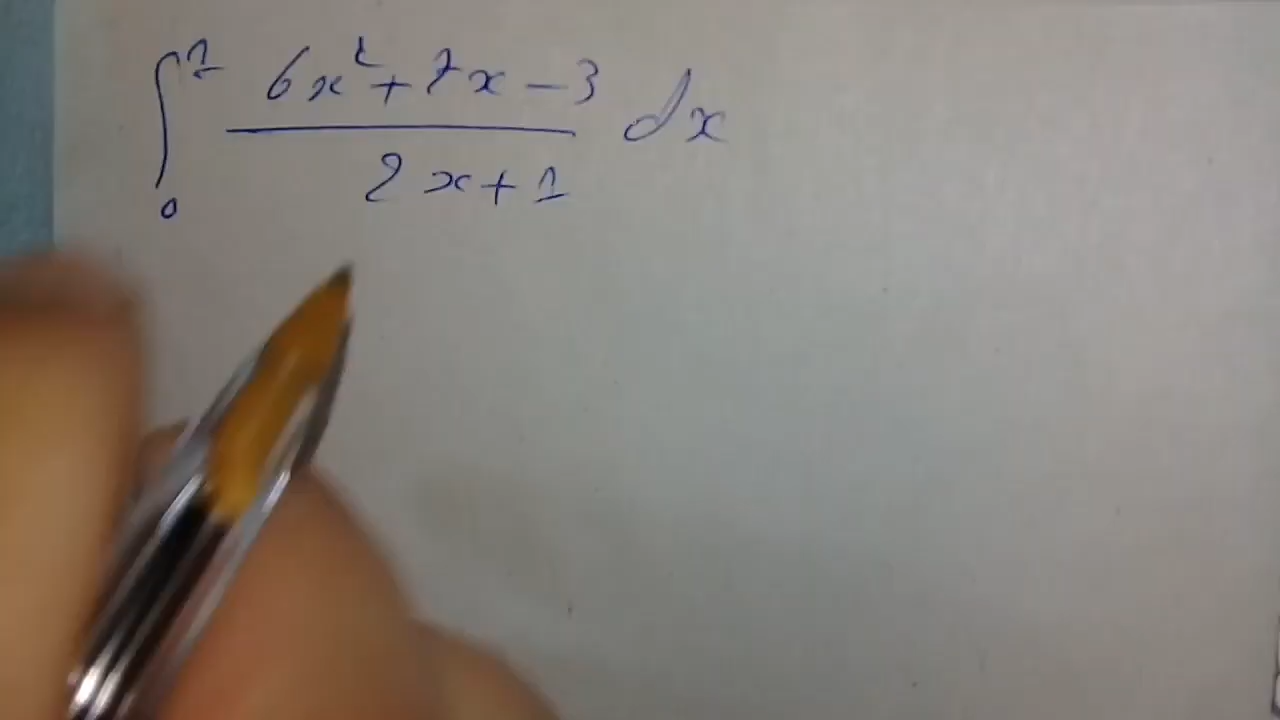 ∫₀¹ (6x² + 7x − 3)/(2x + 1) dx